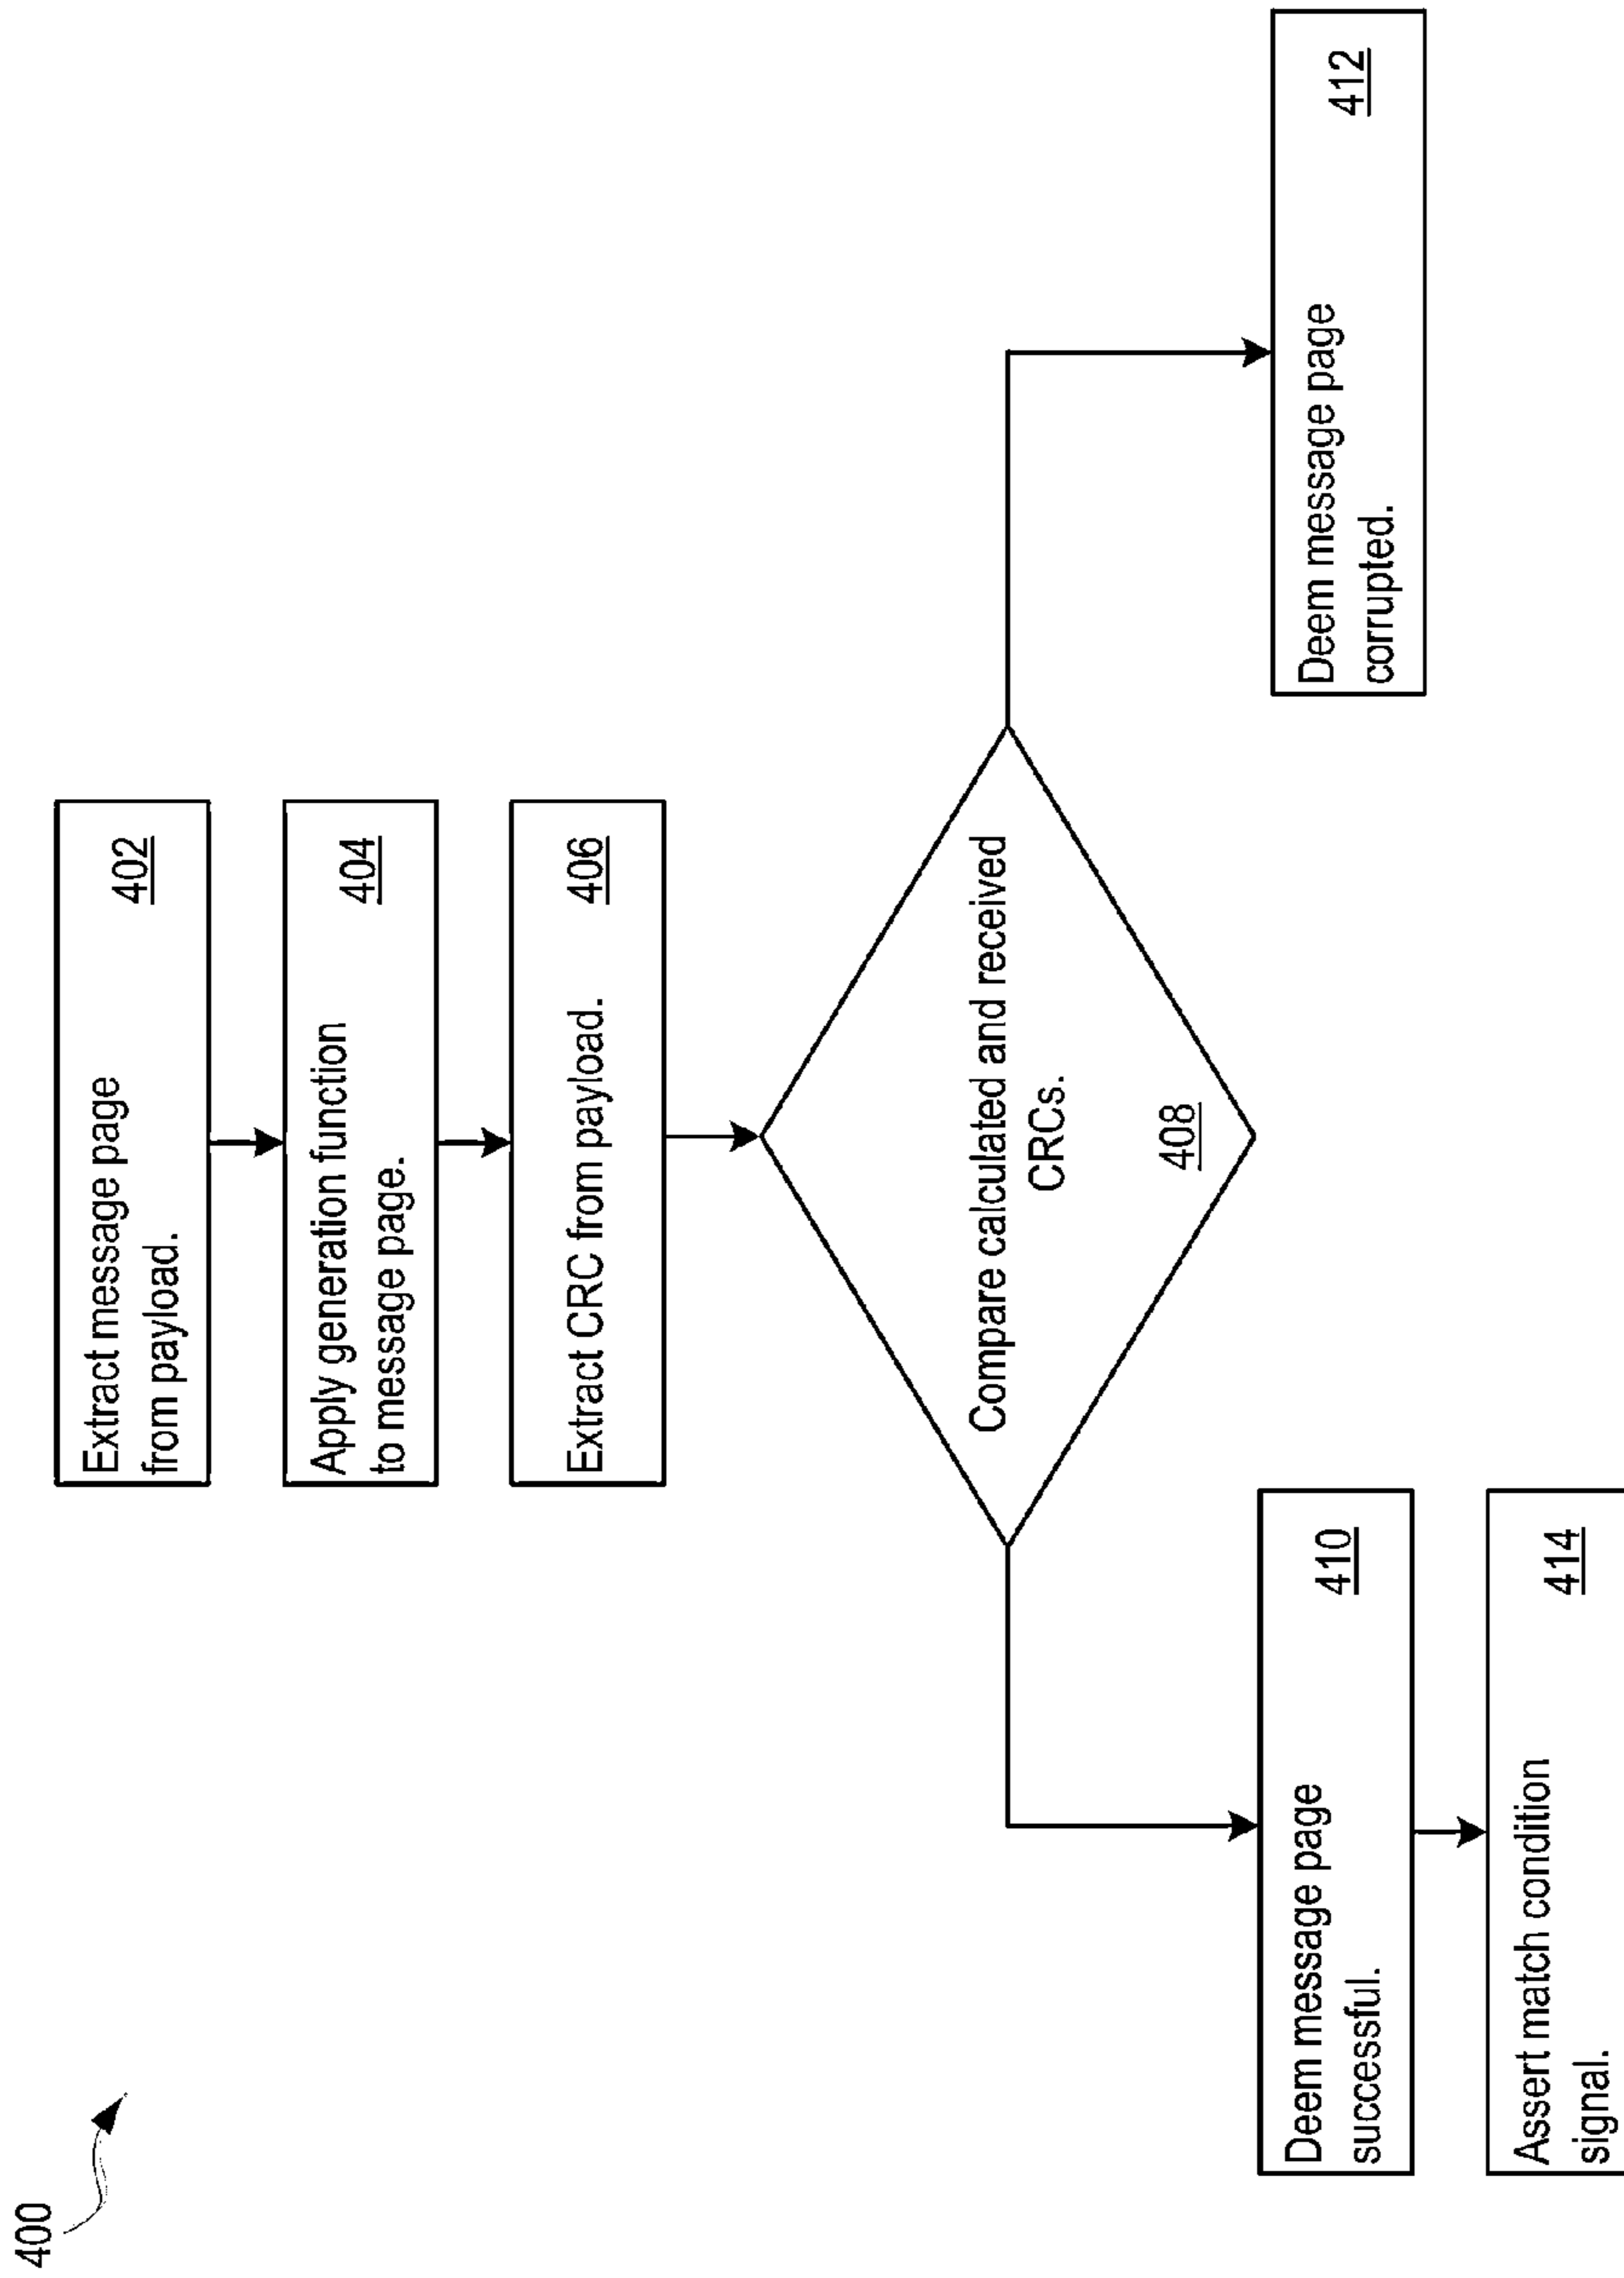 400
Extract message page
from payload.
402
Apply generation function
to message page.
404
Extract CRC from payload.
406
Compare calculated and received
CRCs.
408
Deem message page
successful.
410
Deem message page
corrupted.
412
Assert match condition
signal.
414